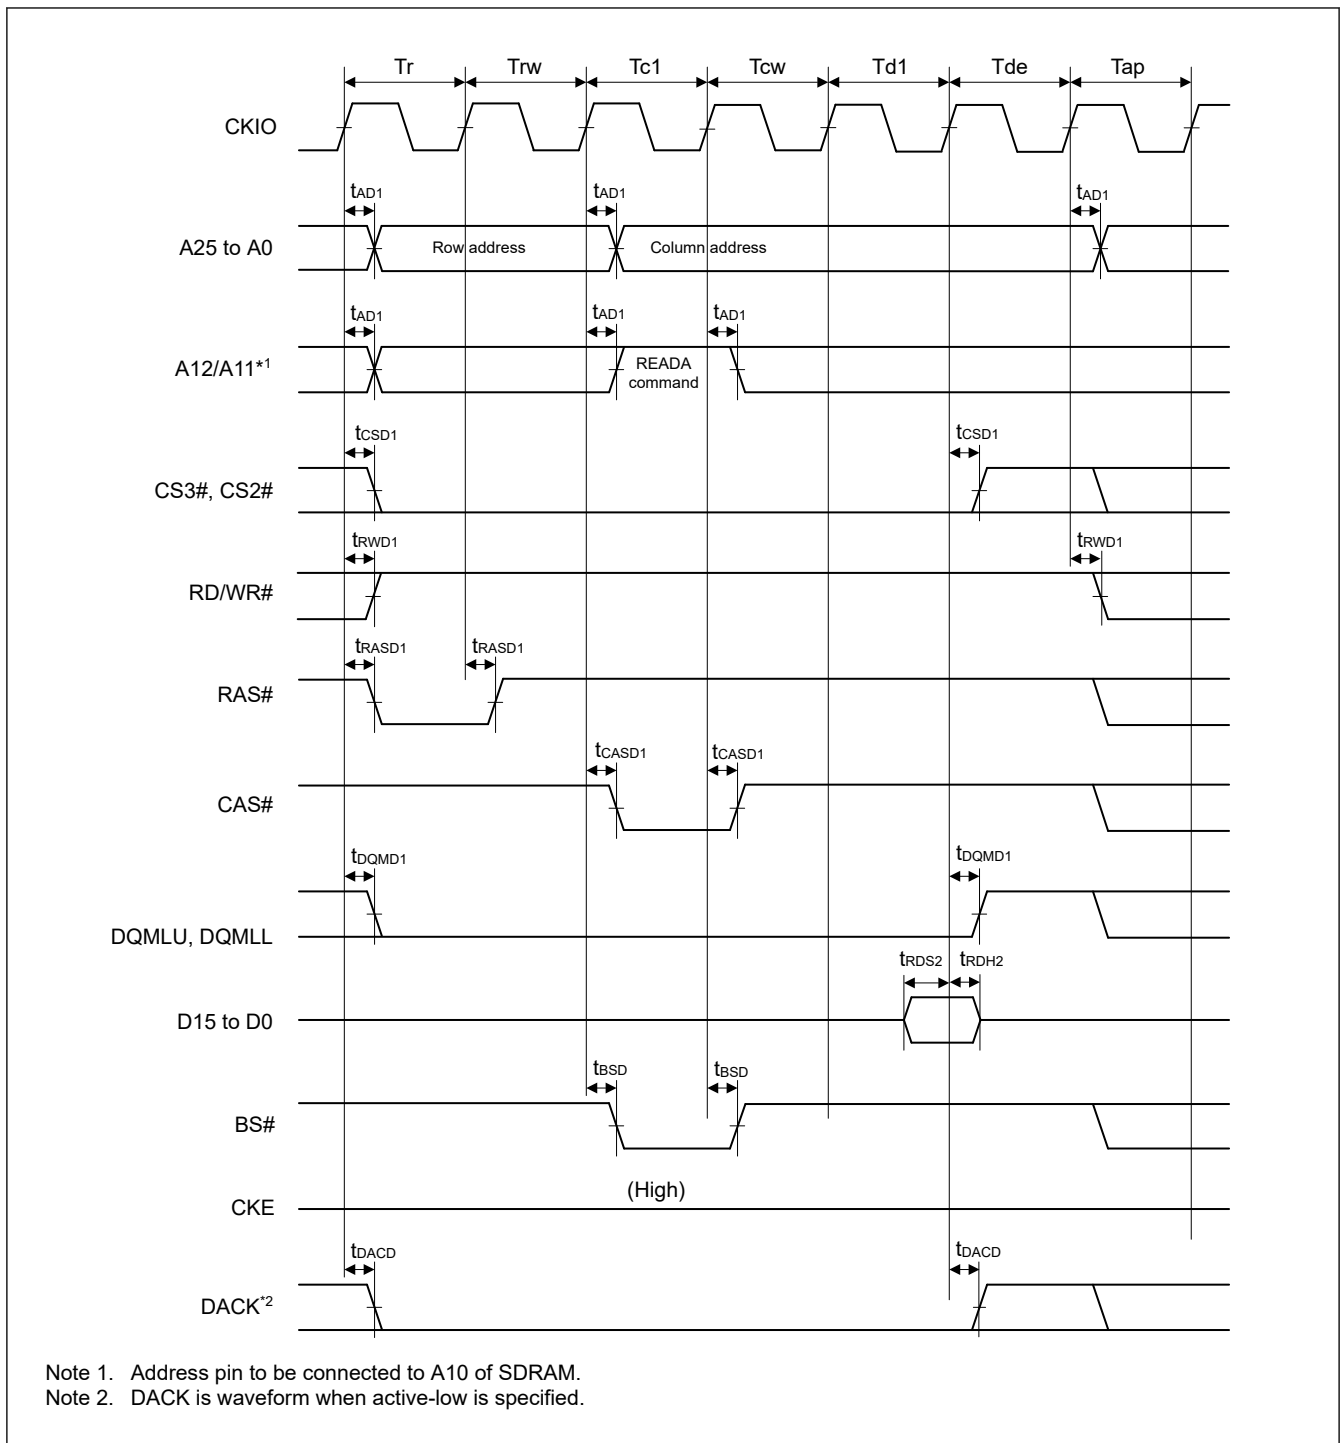 Tr Trw Tc1 Tcw Td1 Tde Tap
CKIO
tAD1 tAD1 tAD1
A25 to A0 Row address Column address
tAD1 tAD1 tAD1
A12/A11*1 READA
command
tCSD1 tCSD1
CS3#, CS2#
tRWD1 tRWD1
RD/WR#
tRASD1 tRASD1
RAS#
tCASD1 tCASD1
CAS#
tDQMD1 tDQMD1
DQMLU, DQMLL
tRDS2 tRDH2
D15 to D0
tBSD tBSD
BS#
(High)
CKE
tDACD tDACD
DACK*2
Note 1. Address pin to be connected to A10 of SDRAM.
Note 2. DACK is waveform when active-low is specified.